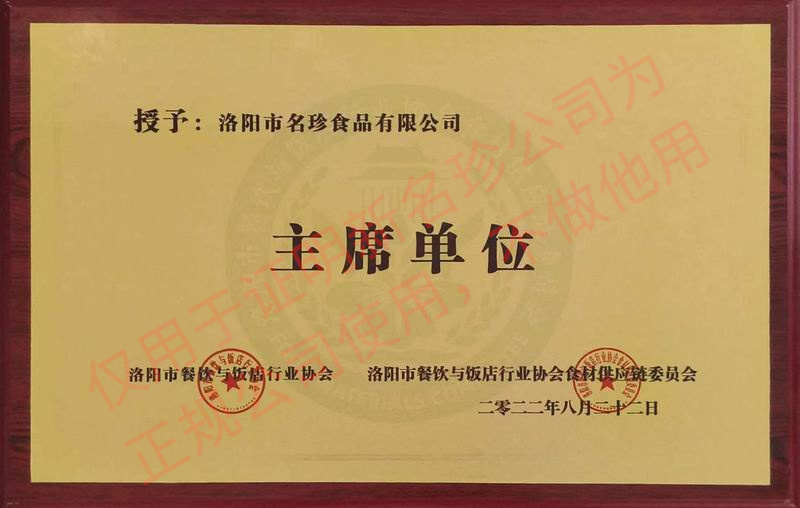 授予：洛阳市名珍食品有限公司
主席单位
洛阳市餐饮与饭店行业协会
洛阳市餐饮与饭店行业协会食材供应链委员会
二零二二年八月二十二日
仅用于证明新名珍公司为
正规公司使用，不做他用